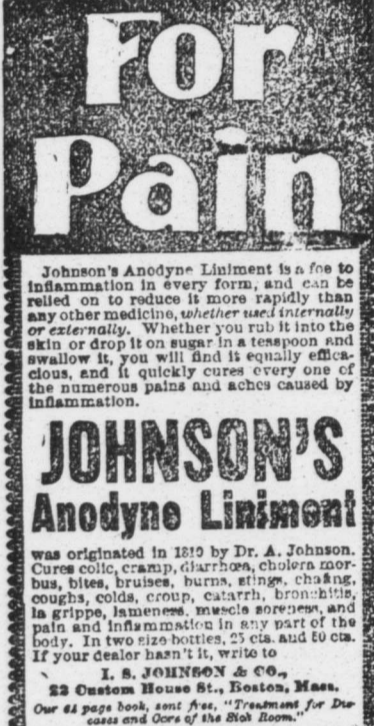 For
Pain
Johnson's Anodyne Liniment is a foe to
inflammation in every form, and can be
relied on to reduce it more rapidly than
any other medicine, whether used internally
or externally. Whether you rub it into the
skin or drop it on sugar in a teaspoon and
swallow it, you will find it equally effica-
cious, and it quickly cures every one of
the numerous pains and aches caused by
inflammation.
JOHNSON'S
Anodyne Liniment
was originated in 1810 by Dr. A. Johnson.
Cures colic, cramp, diarrhœa, cholera mor-
bus, bites, bruises, burns, stings, chafing,
coughs, colds, croup, catarrh, bronchitis,
la grippe, lameness, muscle soreness, and
pain and inflammation in any part of the
body. In two size bottles, 25 cts. and 50 cts.
If your dealer hasn't it, write to
I. S. JOHNSON & CO.,
22 Custom House St., Boston, Mass.
Our 64 page book, sent free, "Treatment for Dis-
eases and Care of the Sick Room."